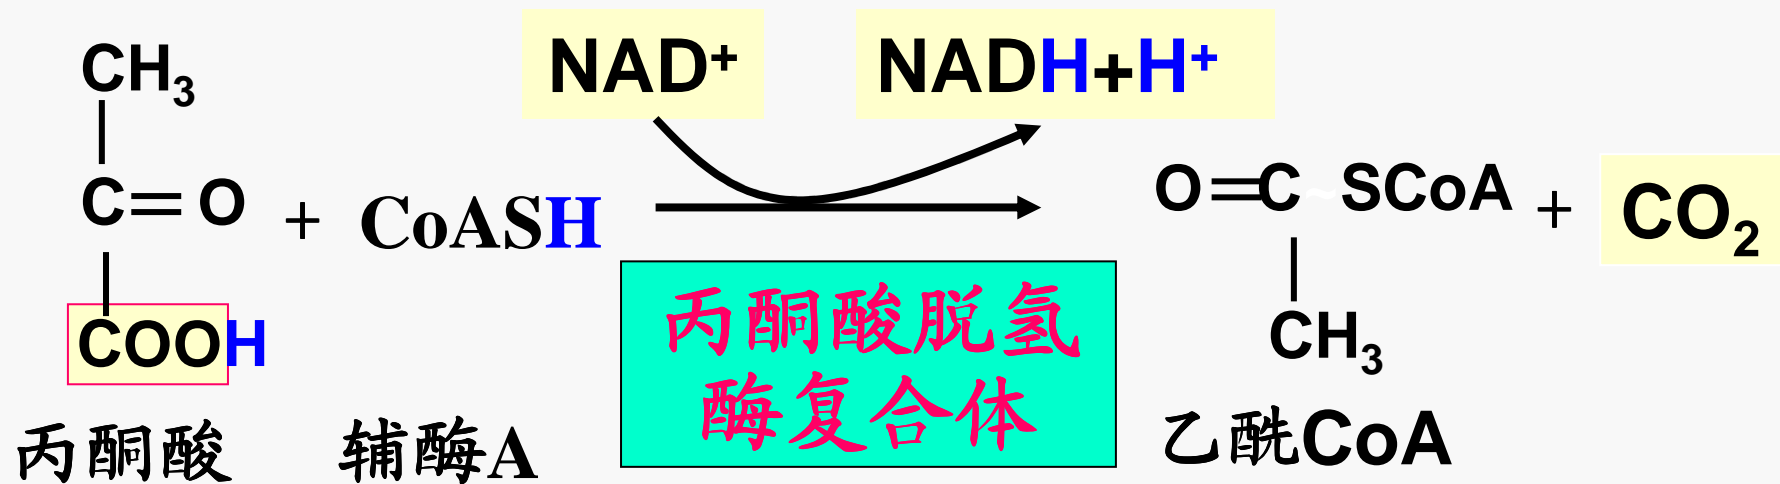 CH₃
C=O
COOH
丙酮酸
+
CoASH
辅酶A
NAD⁺
NADH+H⁺
丙酮酸脱氢
酶复合体
O=C~SCoA
CH₃
乙酰CoA
+
CO₂